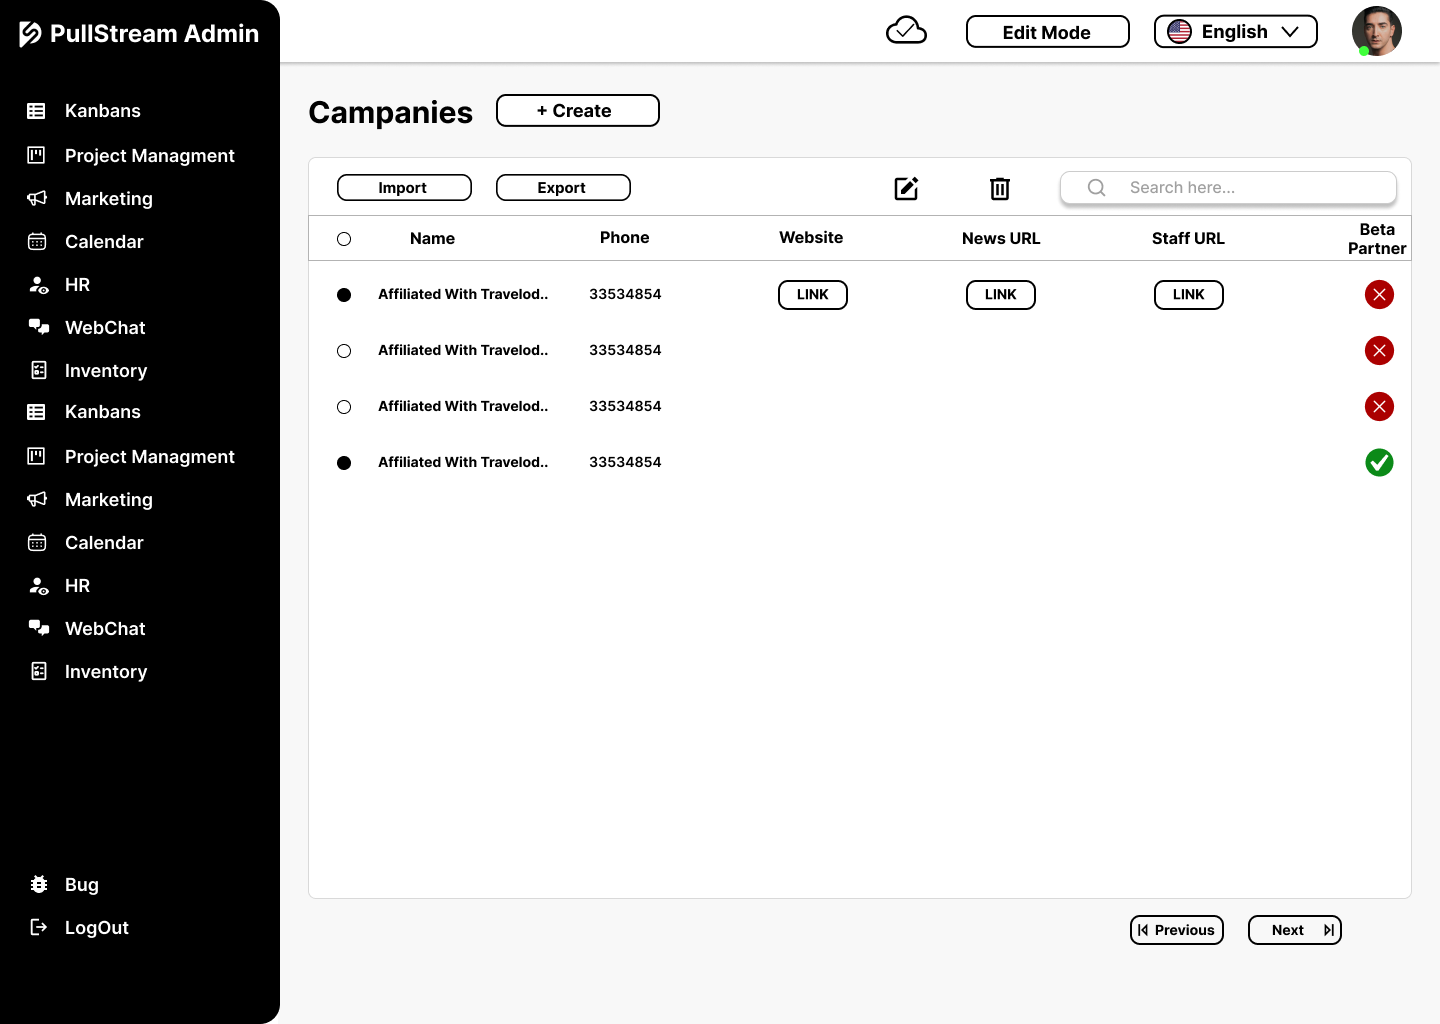 PullStream Admin
Edit Mode
English
Kanbans
Project Managment
Marketing
Calendar
HR
WebChat
Inventory
Kanbans
Project Managment
Marketing
Calendar
HR
WebChat
Inventory
Bug
LogOut
Campanies
+ Create
Import
Export
Search here...
Name
Phone
Website
News URL
Staff URL
Beta
Partner
Affiliated With Travelod..
33534854
LINK
LINK
LINK
Affiliated With Travelod..
33534854
Affiliated With Travelod..
33534854
Affiliated With Travelod..
33534854
Previous
Next